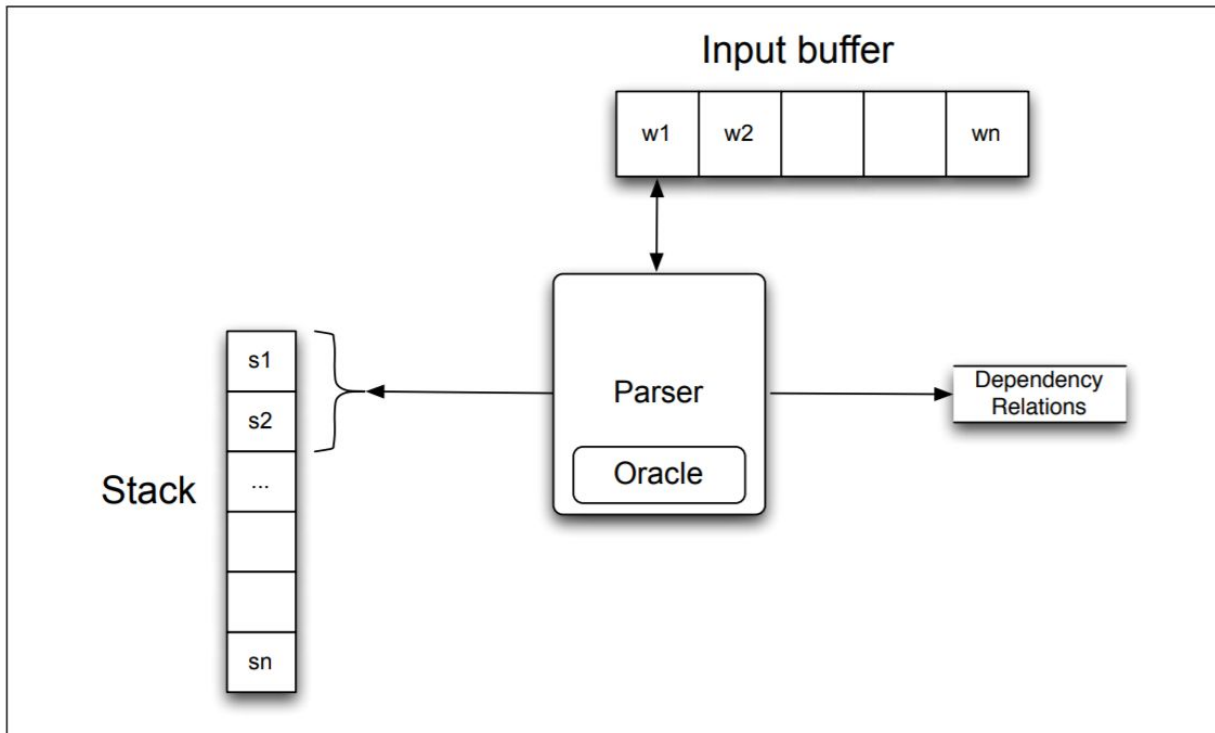 Input buffer
w1 w2 wn
s1
s2
...
sn
Stack
Parser
Oracle
Dependency
Relations